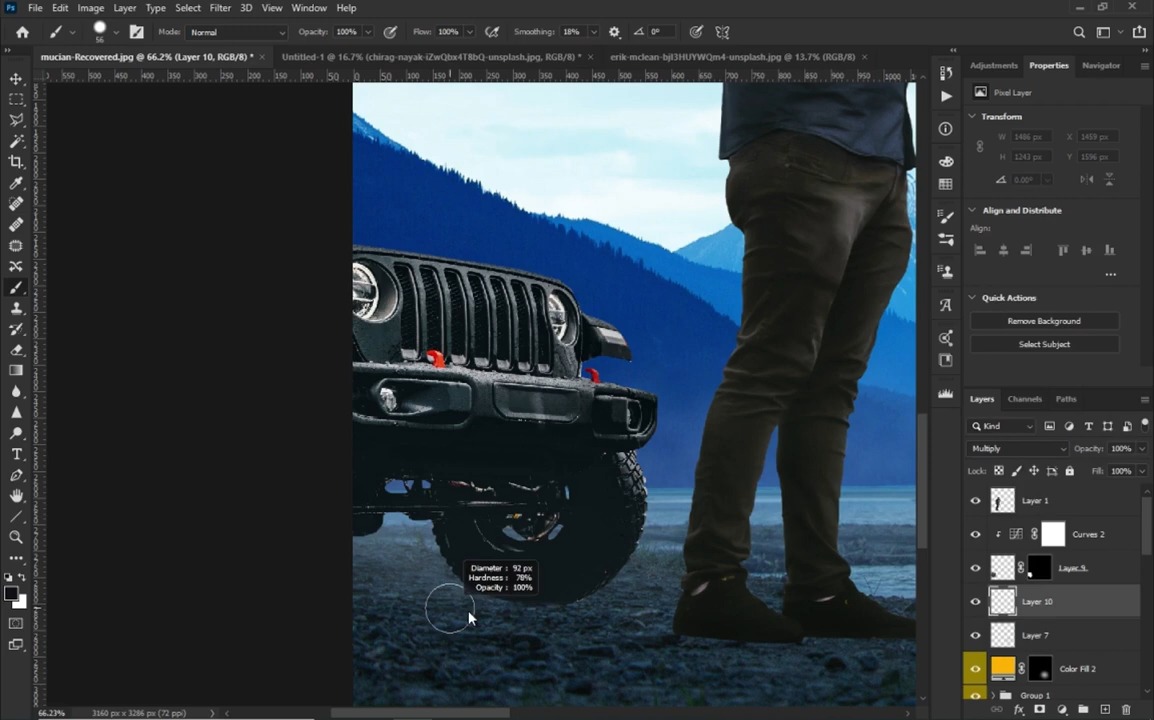 Ps File Edit Image Layer Type Select Filter 3D View Window Help
56 Mode: Normal Opacity: 100% Flow: 100% Smoothing: 18% 0°
mucian-Recovered.jpg @ 66.2% (Layer 10, RGB/8) * × Untitled-1 @ 16.7% (chirag-nayak-iZwQbx4T8bQ-unsplash.jpg, RGB/8) * × erik-mclean-bjI3HUYWQm4-unsplash.jpg @ 13.7% (RGB/8) ×
Adjustments Properties Navigator
Pixel Layer
Transform
W 1486 px X 1459 px
H 1243 px Y 1596 px
0.00°
Align and Distribute
Align:
Quick Actions
Remove Background
Select Subject
Layers Channels Paths
Kind
Multiply Opacity: 100%
Lock: Fill: 100%
Layer 1
Curves 2
Layer 9
Layer 10
Layer 7
Color Fill 2
Group 1
Diameter : 92 px
Hardness : 78%
Opacity : 100%
66.23% 3160 px x 3286 px (72 ppi)